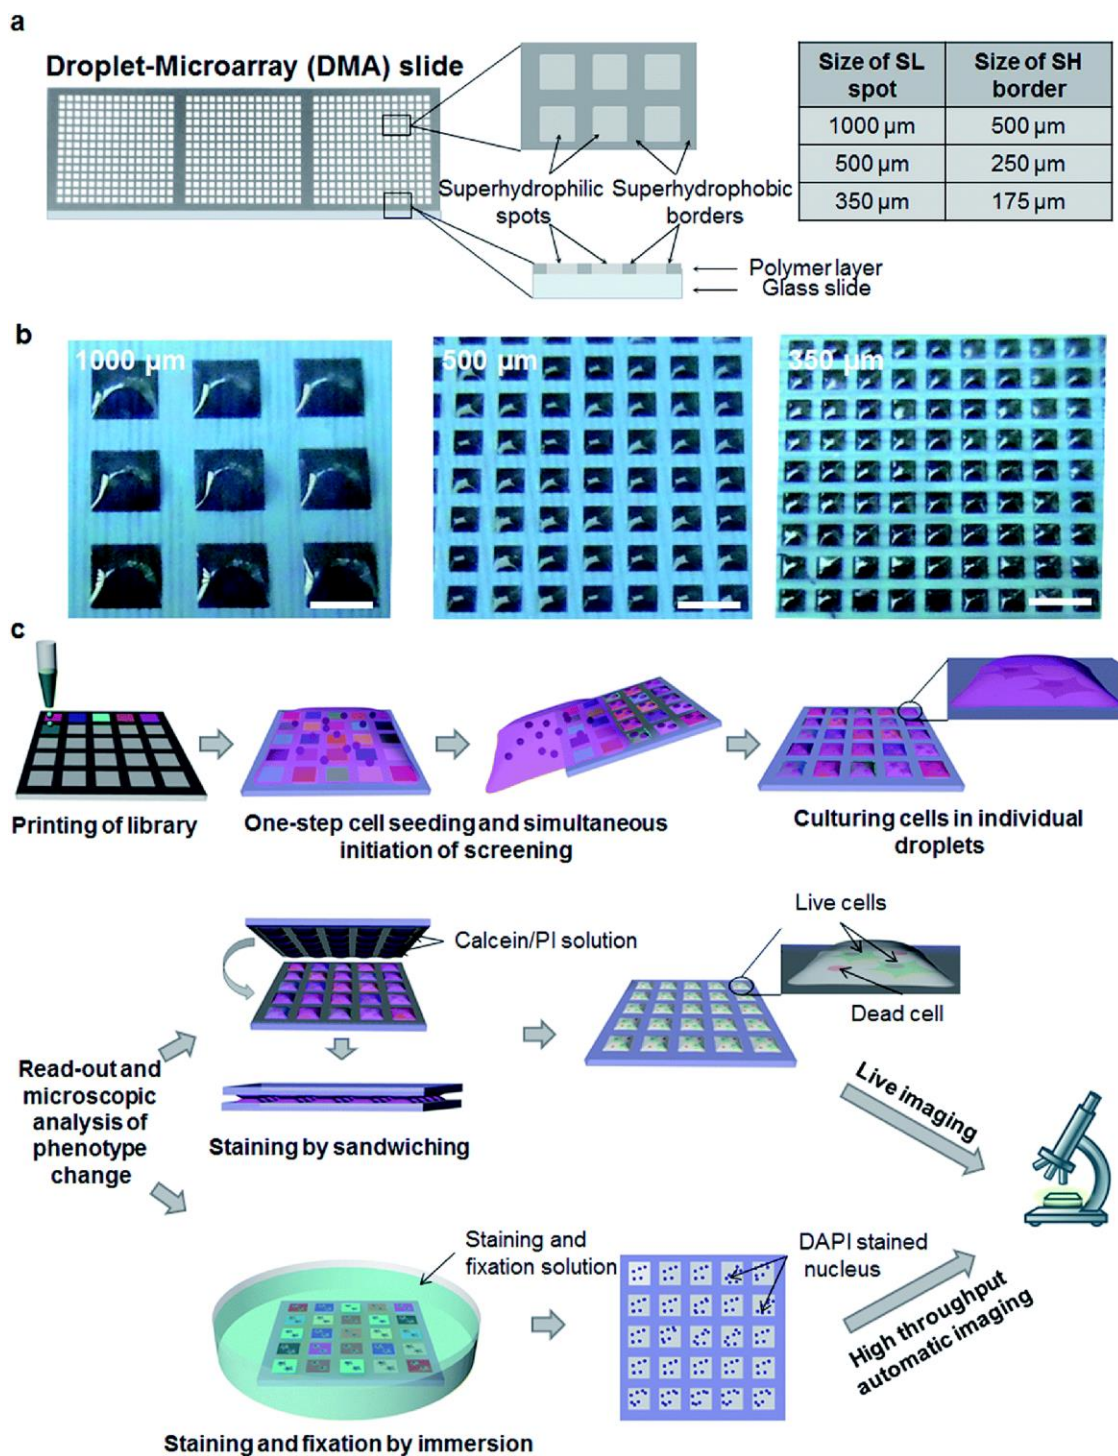 a
Droplet-Microarray (DMA) slide
Superhydrophilic
spots
Superhydrophobic
borders
Polymer layer
Glass slide
Size of SL
spot
Size of SH
border
1000 µm
500 µm
500 µm
250 µm
350 µm
175 µm
b
1000 µm
500 µm
350 µm
c
Printing of library
One-step cell seeding and simultaneous
initiation of screening
Culturing cells in individual
droplets
Read-out and
microscopic
analysis of
phenotype
change
Calcein/PI solution
Staining by sandwiching
Live cells
Dead cell
Live imaging
Staining and
fixation solution
Staining and fixation by immersion
DAPI stained
nucleus
High throughput
automatic imaging